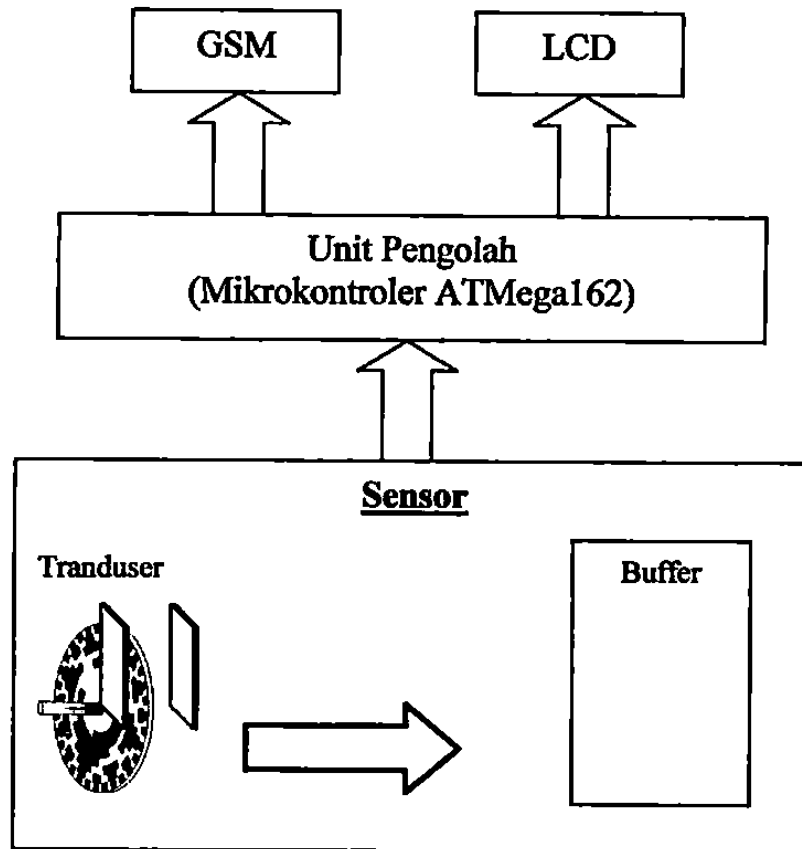 GSM
LCD
Unit Pengolah
(Mikrokontroler ATMega162)
Sensor
Tranduser
Buffer